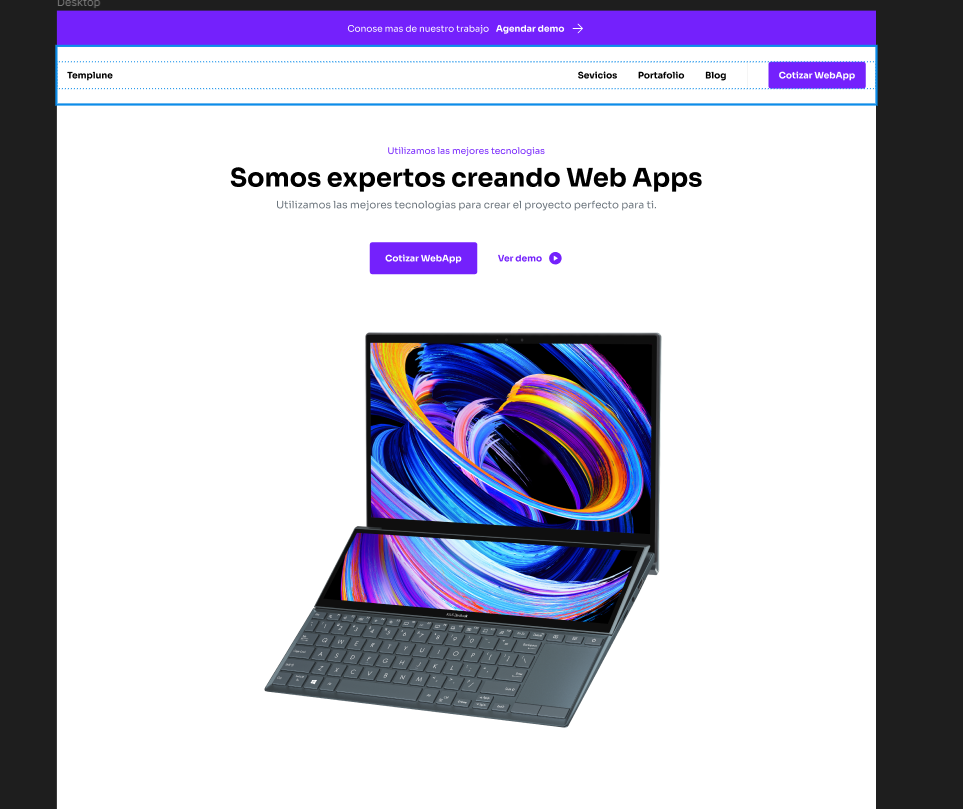 Desktop
Conose mas de nuestro trabajo Agendar demo
Templune Sevicios Portafolio Blog Cotizar WebApp
Utilizamos las mejores tecnologias
Somos expertos creando Web Apps
Utilizamos las mejores tecnologias para crear el proyecto perfecto para ti.
Cotizar WebApp Ver demo